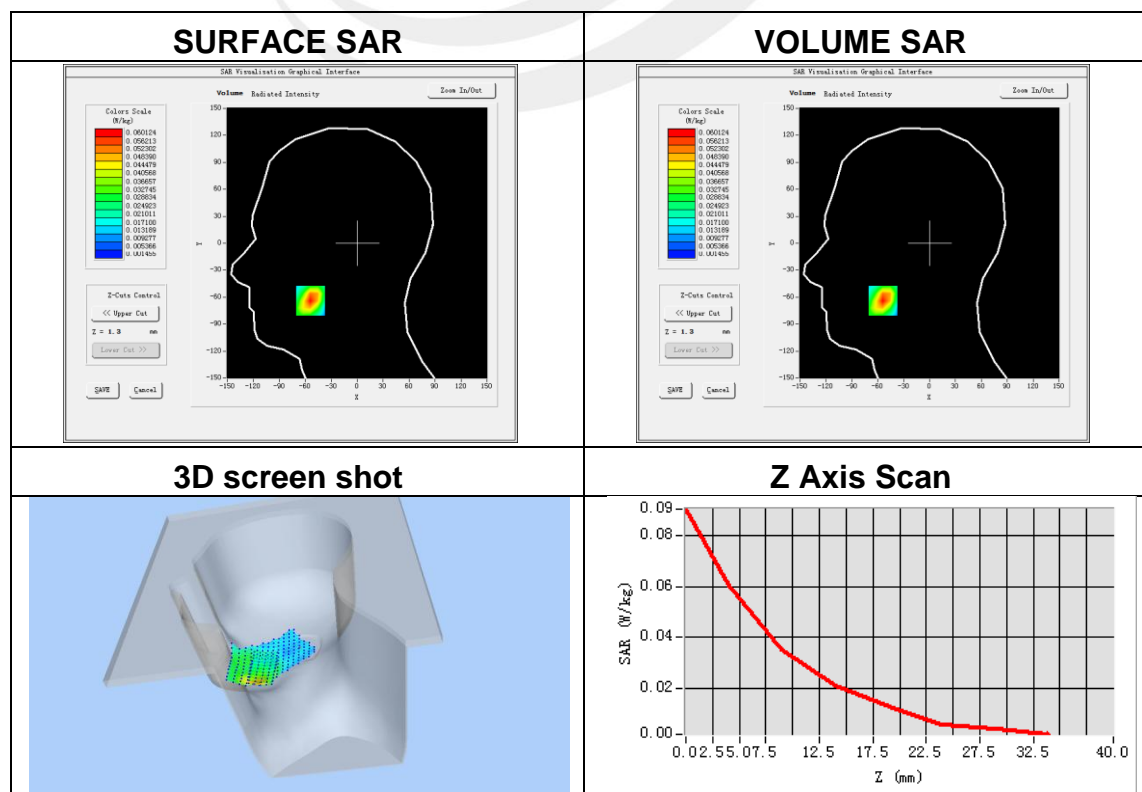 SURFACE SAR
VOLUME SAR
SAR Visualisation Graphical Interface
Volume Radiated Intensity
Zoom In/Out
Colors Scale
(W/kg)
0.060124
0.056213
0.052302
0.048390
0.044479
0.040568
0.036657
0.032745
0.028834
0.024923
0.021011
0.017100
0.013189
0.009277
0.005366
0.001455
Z-Cuts Control
<< Upper Cut
Z = 1.3 mm
Lower Cut >>
SAVE
Cancel
150
120
90
60
30
0
-30
-60
-90
-120
-150
Y
-150 -120 -90 -60 -30 0 30 60 90 120 150
X
SAR Visualisation Graphical Interface
Volume Radiated Intensity
Zoom In/Out
Colors Scale
(W/kg)
0.060124
0.056213
0.052302
0.048390
0.044479
0.040568
0.036657
0.032745
0.028834
0.024923
0.021011
0.017100
0.013189
0.009277
0.005366
0.001455
Z-Cuts Control
<< Upper Cut
Z = 1.3 mm
Lower Cut >>
SAVE
Cancel
150
120
90
60
30
0
-30
-60
-90
-120
-150
Y
-150 -120 -90 -60 -30 0 30 60 90 120 150
X
3D screen shot
Z Axis Scan
0.09
0.08
0.06
0.04
0.02
0.00
SAR (W/kg)
0.0 2.5 5.0 7.5 12.5 17.5 22.5 27.5 32.5 40.0
Z (mm)